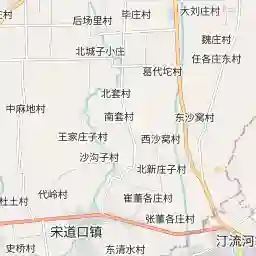 毕庄村
大刘庄村
后场里村
魏庄村
北城子小庄
任各庄东村
葛代坨村
北套村
中麻地村
南套村
东沙窝村
王家庄子村
西沙窝村
沙沟子村
北新庄子村
代岭村
崔董各庄村
杜土村
张董各庄村
宋道口镇
汀流河
史桥村
东清水村